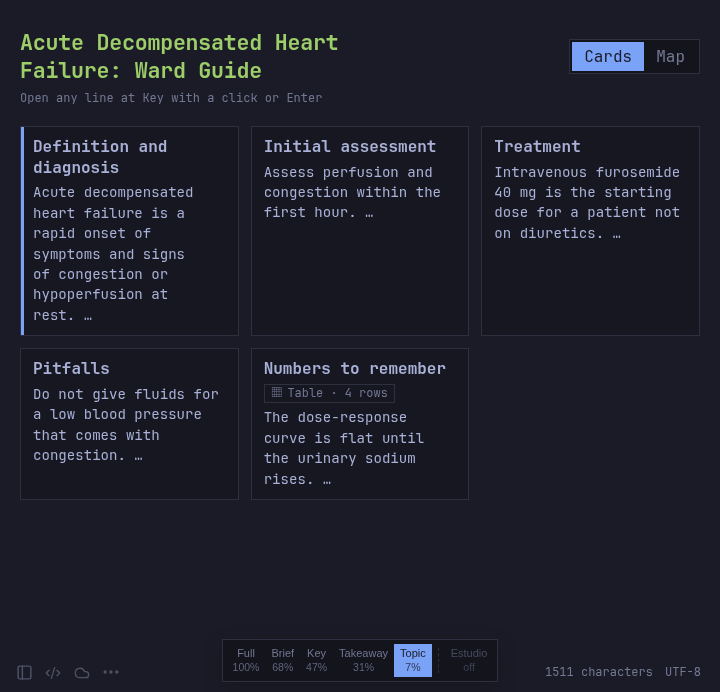 Acute Decompensated Heart
Failure: Ward Guide
Open any line at Key with a click or Enter
Cards
Map
Definition and
diagnosis
Acute decompensated
heart failure is a
rapid onset of
symptoms and signs
of congestion or
hypoperfusion at
rest. …
Initial assessment
Assess perfusion and
congestion within the
first hour. …
Treatment
Intravenous furosemide
40 mg is the starting
dose for a patient not
on diuretics. …
Pitfalls
Do not give fluids for
a low blood pressure
that comes with
congestion. …
Numbers to remember
Table · 4 rows
The dose-response
curve is flat until
the urinary sodium
rises. …
Full
100%
Brief
68%
Key
47%
Takeaway
31%
Topic
7%
Estudio
off
1511 characters
UTF-8